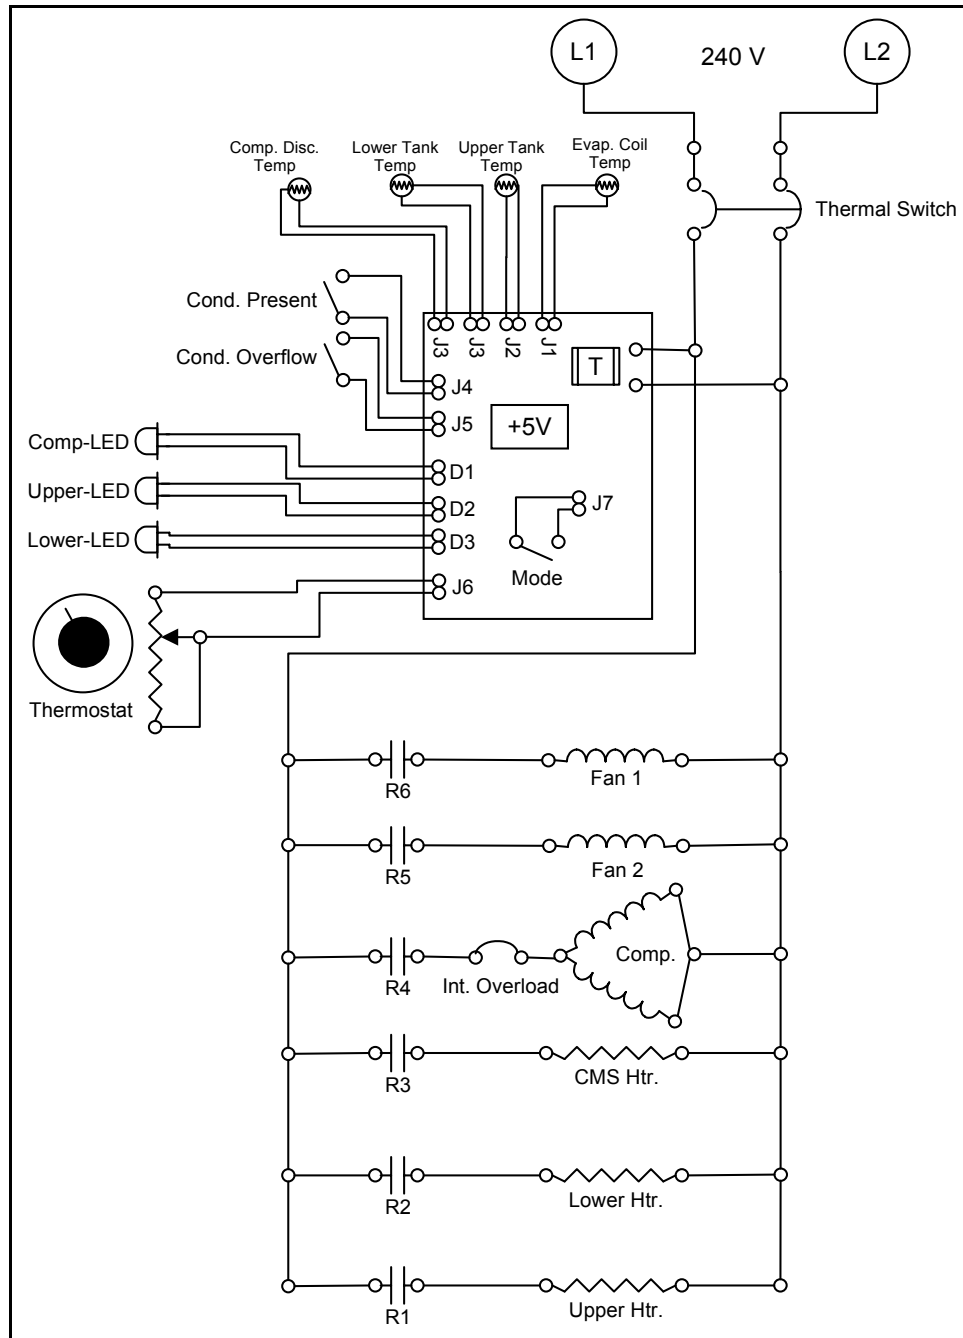 L1
240 V
L2
Comp. Disc.
Temp
Lower Tank
Temp
Upper Tank
Temp
Evap. Coil
Temp
Thermal Switch
Cond. Present
Cond. Overflow
J3
J3
J2
J1
T
J4
J5
+5V
Comp-LED
D1
Upper-LED
D2
J7
Lower-LED
D3
Mode
J6
Thermostat
R6
Fan 1
R5
Fan 2
R4
Int. Overload
Comp.
R3
CMS Htr.
R2
Lower Htr.
R1
Upper Htr.